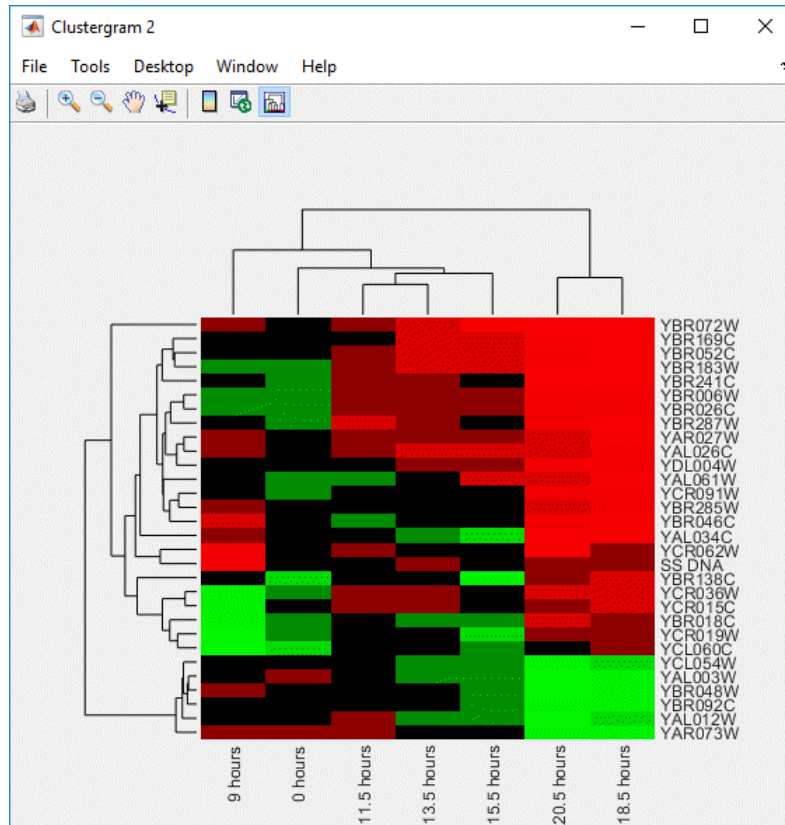 Clustergram 2
File Tools Desktop Window Help
YBR072W
YBR169C
YBR052C
YBR183W
YBR241C
YBR006W
YBR026C
YBR287W
YAR027W
YAL026C
YDL004W
YAL061W
YCR091W
YBR285W
YBR046C
YAL034C
YCR062W
SS DNA
YBR138C
YCR036W
YCR015C
YBR018C
YCR019W
YCL060C
YCL054W
YAL003W
YBR048W
YBR092C
YAL012W
YAR073W
9 hours
0 hours
11.5 hours
13.5 hours
15.5 hours
20.5 hours
18.5 hours